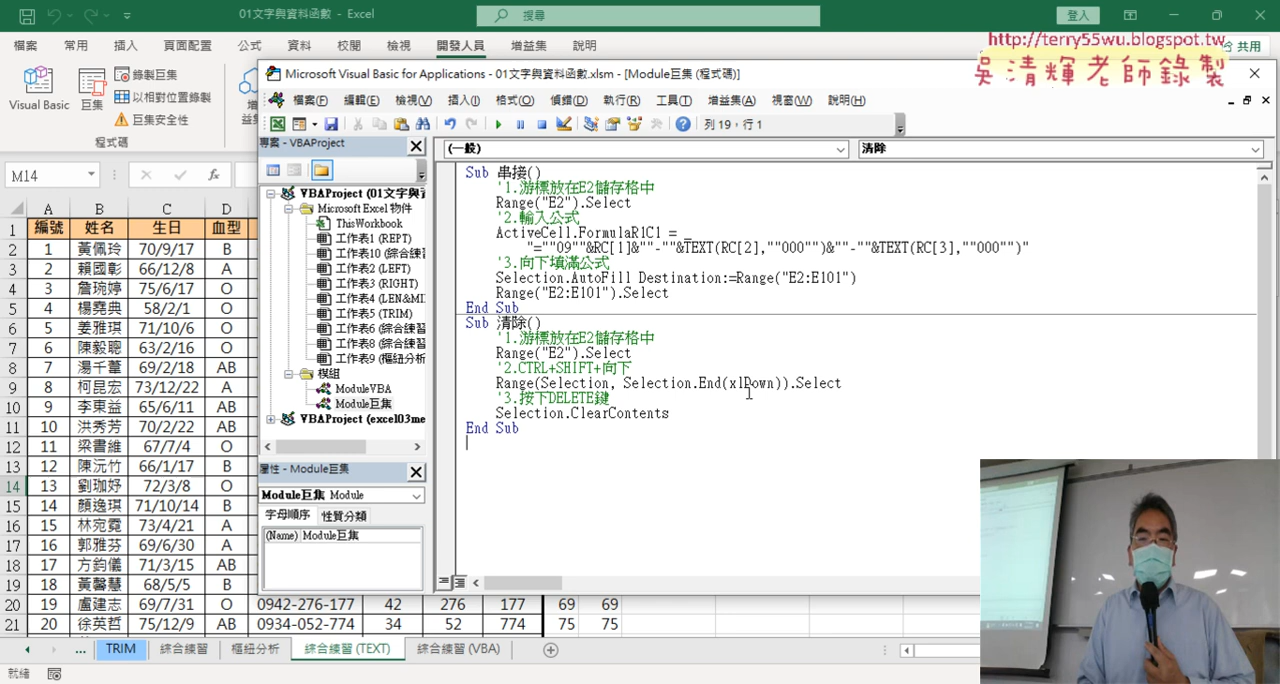 01文字與資料函數 - Excel
搜尋
登入
檔案 常用 插入 頁面配置 公式 資料 校閱 檢視 開發人員 增益集 說明
共用
http://terry55wu.blogspot.tw
吳清輝老師錄製
Visual Basic
巨集
錄製巨集
以相對位置錄製
巨集安全性
程式碼
Microsoft Visual Basic for Applications - 01文字與資料函數.xlsm - [Module巨集 (程式碼)]
檔案(F) 編輯(E) 檢視(V) 插入(I) 格式(O) 偵錯(D) 執行(R) 工具(T) 增益集(A) 視窗(W) 說明(H)
列 19，行 1
專案 - VBAProject
VBAProject (01文字與資
Microsoft Excel 物件
ThisWorkbook
工作表1 (REPT)
工作表10 (綜合練
工作表2 (LEFT)
工作表3 (RIGHT)
工作表4 (LEN&MI
工作表5 (TRIM)
工作表6 (綜合練習
工作表8 (綜合練習
工作表9 (樞紐分析
模組
ModuleVBA
Module巨集
VBAProject (excel03me
屬性 - Module巨集
Module巨集 Module
字母順序 性質分類
(Name) Module巨集
(一般) 清除
Sub 串接()
'1.游標放在E2儲存格中
Range("E2").Select
'2.輸入公式
ActiveCell.FormulaR1C1 = _
"=""09""&RC[1]&""-""&TEXT(RC[2],""000"")&""-""&TEXT(RC[3],""000"")"
'3.向下填滿公式
Selection.AutoFill Destination:=Range("E2:E101")
Range("E2:E101").Select
End Sub
Sub 清除()
'1.游標放在E2儲存格中
Range("E2").Select
'2.CTRL+SHIFT+向下
Range(Selection, Selection.End(xlDown)).Select
'3.按下DELETE鍵
Selection.ClearContents
End Sub
M14
A B C D
1 編號 姓名 生日 血型
2 1 黃佩玲 70/9/17 B
3 2 賴國彰 66/12/8 A
4 3 詹琬婷 75/6/17 O
5 4 楊堯典 58/2/1 O
6 5 姜雅琪 71/10/6 O
7 6 陳毅聰 63/2/16 O
8 7 湯千葦 69/2/18 AB
9 8 柯昆宏 73/12/22 A
10 9 李東益 65/6/11 AB
11 10 洪秀芳 70/2/22 AB
12 11 梁書維 67/7/4 O
13 12 陳沅竹 66/1/17 B
14 13 劉珈妤 72/3/8 O
15 14 顏逸琪 71/10/14 B
16 15 林宛霓 73/4/21 A
17 16 郭雅芬 69/6/30 A
18 17 方鈞儀 71/3/15 AB
19 18 黃馨慧 68/5/5 B
20 19 盧建志 69/7/31 O 0942-276-177 42 276 177 69 69
21 20 徐英哲 75/12/9 AB 0934-052-774 34 52 774 75 75
... TRIM 綜合練習 樞紐分析 綜合練習 (TEXT) 綜合練習 (VBA)
就緒